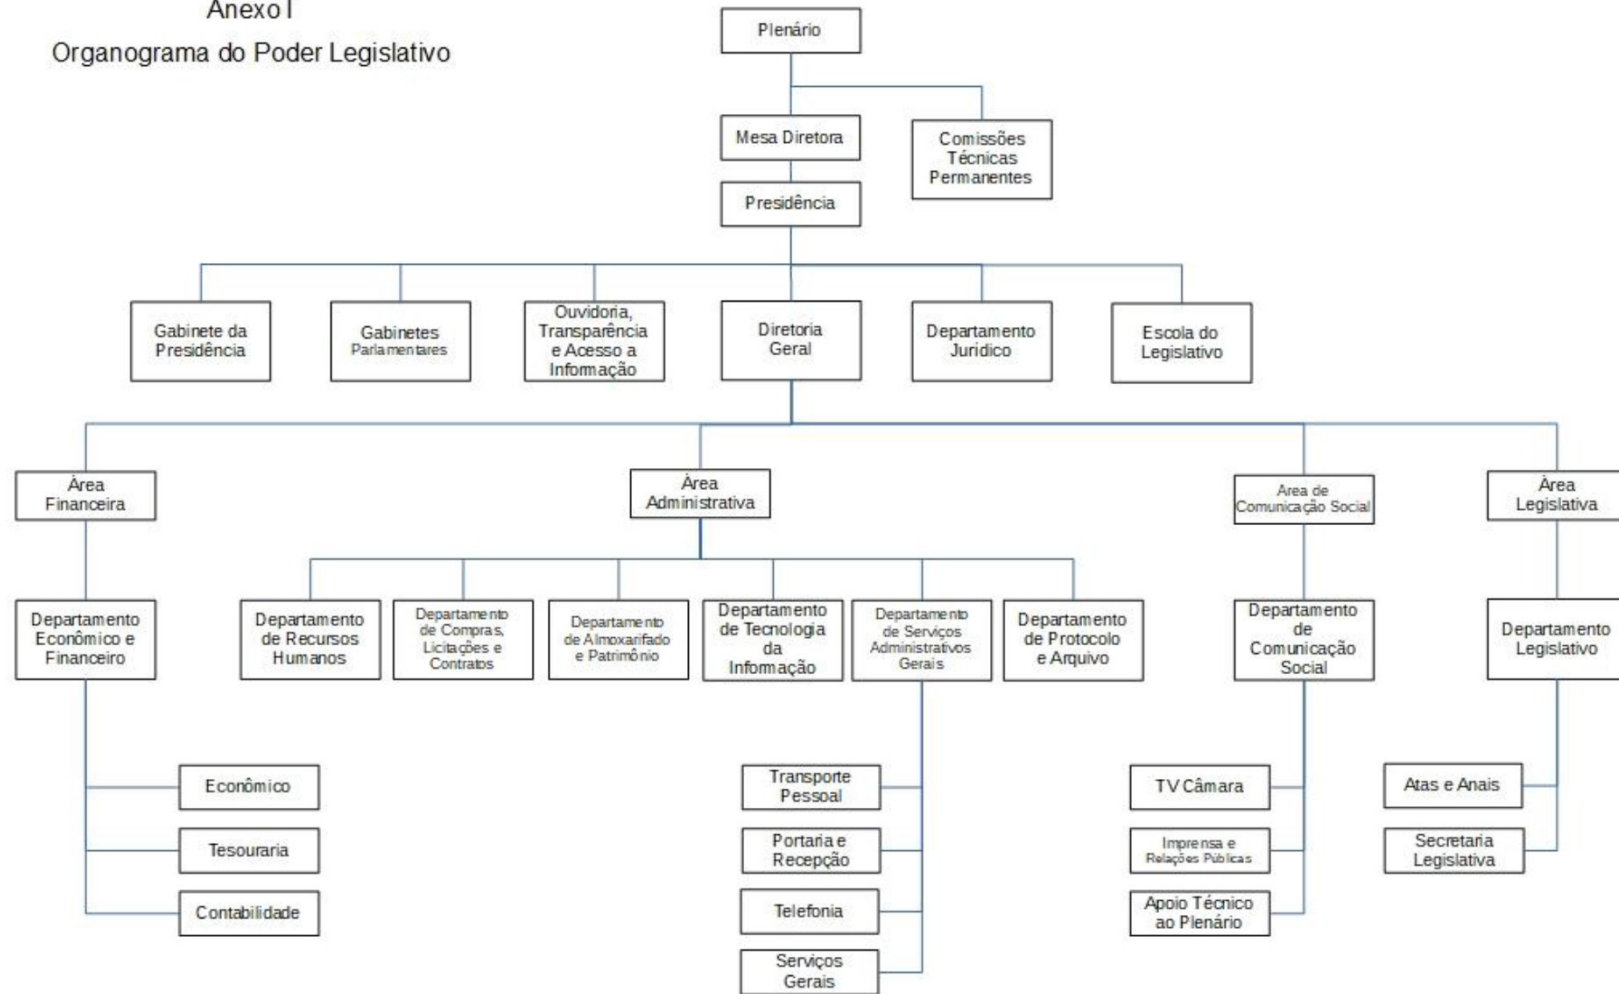 Anexo I
Organograma do Poder Legislativo
Plenário
Mesa Diretora
Comissões
Técnicas
Permanentes
Presidência
Gabinete da
Presidência
Gabinetes
Parlamentares
Ouvidoria,
Transparência
e Acesso a
Informação
Diretoria
Geral
Departamento
Jurídico
Escola do
Legislativo
Área
Financeira
Área
Administrativa
Área de
Comunicação Social
Área
Legislativa
Departamento
Econômico e
Financeiro
Departamento
de Recursos
Humanos
Departamento
de Compras,
Licitações e
Contratos
Departamento
de Almoxarifado
e Patrimônio
Departamento
de Tecnologia
da
Informação
Departamento
de Serviços
Administrativos
Gerais
Departamento
de Protocolo
e Arquivo
Departamento
de
Comunicação
Social
Departamento
Legislativo
Econômico
Tesouraria
Contabilidade
Transporte
Pessoal
Portaria e
Recepção
Telefonia
Serviços
Gerais
TV Câmara
Imprensa e
Relações Públicas
Apoio Técnico
ao Plenário
Atas e Anais
Secretaria
Legislativa